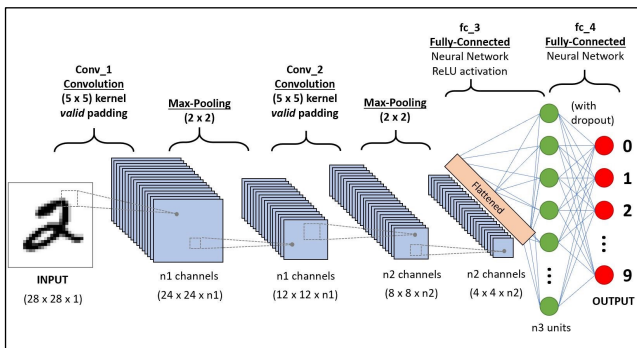 Conv_1
Convolution
(5 x 5) kernel
valid padding
Max-Pooling
(2 x 2)
Conv_2
Convolution
(5 x 5) kernel
valid padding
Max-Pooling
(2 x 2)
fc_3
Fully-Connected
Neural Network
ReLU activation
fc_4
Fully-Connected
Neural Network
(with
dropout)
2
INPUT
(28 x 28 x 1)
n1 channels
(24 x 24 x n1)
n1 channels
(12 x 12 x n1)
n2 channels
(8 x 8 x n2)
n2 channels
(4 x 4 x n2)
Flattened
n3 units
0
1
2
9
OUTPUT